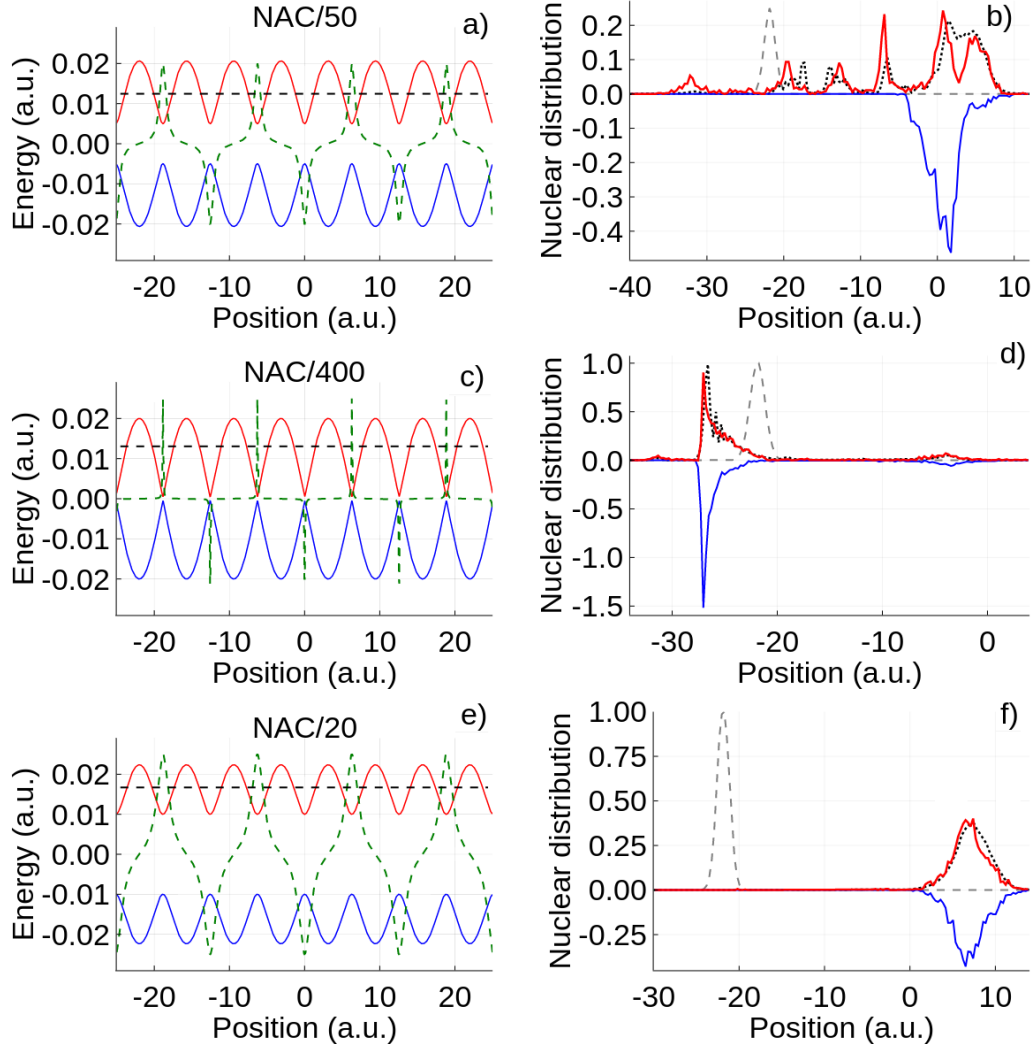 NAC/50
a)
0.02
0.01
0.00
-0.01
-0.02
Energy (a.u.)
-20 -10 0 10 20
Position (a.u.)
b)
0.2
0.1
0.0
-0.1
-0.2
-0.3
-0.4
Nuclear distribution
-40 -30 -20 -10 0 10
Position (a.u.)
NAC/400
c)
0.02
0.01
0.00
-0.01
-0.02
Energy (a.u.)
-20 -10 0 10 20
Position (a.u.)
d)
1.0
0.5
0.0
-0.5
-1.0
-1.5
Nuclear distribution
-30 -20 -10 0
Position (a.u.)
NAC/20
e)
0.02
0.01
0.00
-0.01
-0.02
Energy (a.u.)
-20 -10 0 10 20
Position (a.u.)
f)
1.00
0.75
0.50
0.25
0.00
-0.25
Nuclear distribution
-30 -20 -10 0 10
Position (a.u.)